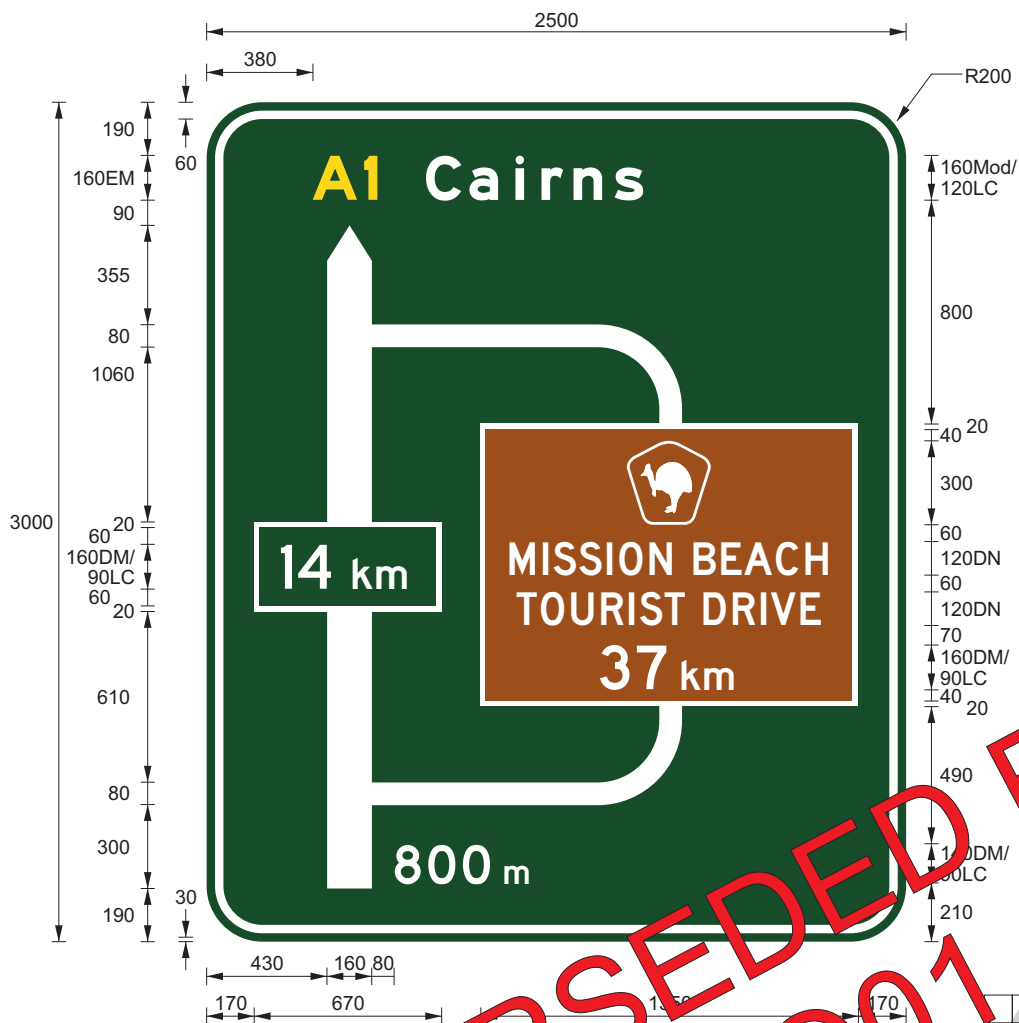 2500
380
R200
190
60
160EM
90
355
80
1060
3000
20
60
160DM/
90LC
60
20
610
80
300
30
190
A1 Cairns
14 km
MISSION BEACH
TOURIST DRIVE
37 km
800 m
160Mod/
120LC
800
20
40
300
60
120DN
60
120DN
70
160DM/
90LC
40
20
490
210
430
160
80
170
670
170